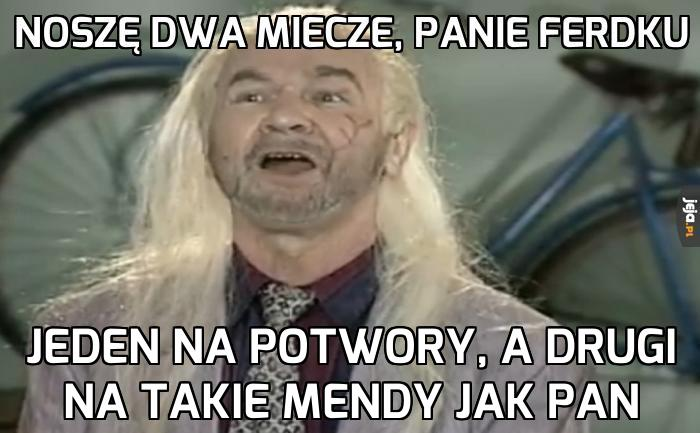 NOSZĘ DWA MIECZE, PANIE FERDKU
jeja.pl
JEDEN NA POTWORY, A DRUGI
NA TAKIE MENDY JAK PAN